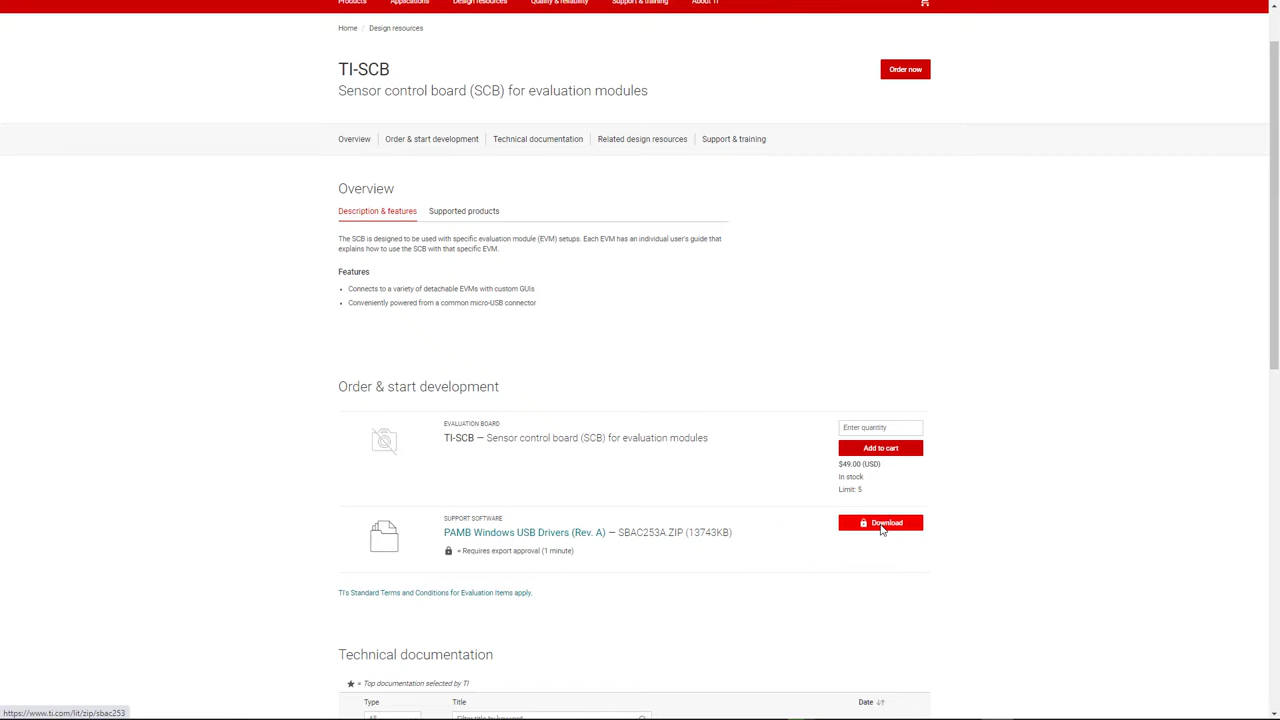 Products Applications Design resources Quality & reliability Support & training About TI
Home / Design resources
TI-SCB
Order now
Sensor control board (SCB) for evaluation modules
Overview Order & start development Technical documentation Related design resources Support & training
Overview
Description & features Supported products
The SCB is designed to be used with specific evaluation module (EVM) setups. Each EVM has an individual user's guide that
explains how to use the SCB with that specific EVM.
Features
• Connects to a variety of detachable EVMs with custom GUIs
• Conveniently powered from a common micro-USB connector
Order & start development
EVALUATION BOARD
TI-SCB — Sensor control board (SCB) for evaluation modules
Enter quantity
Add to cart
$49.00 (USD)
In stock
Limit: 5
SUPPORT SOFTWARE
PAMB Windows USB Drivers (Rev. A) — SBAC253A.ZIP (13743KB)
= Requires export approval (1 minute)
Download
TI's Standard Terms and Conditions for Evaluation Items apply.
Technical documentation
★ = Top documentation selected by TI
Type Title Date
All Filter title by keyword
https://www.ti.com/lit/zip/sbac253